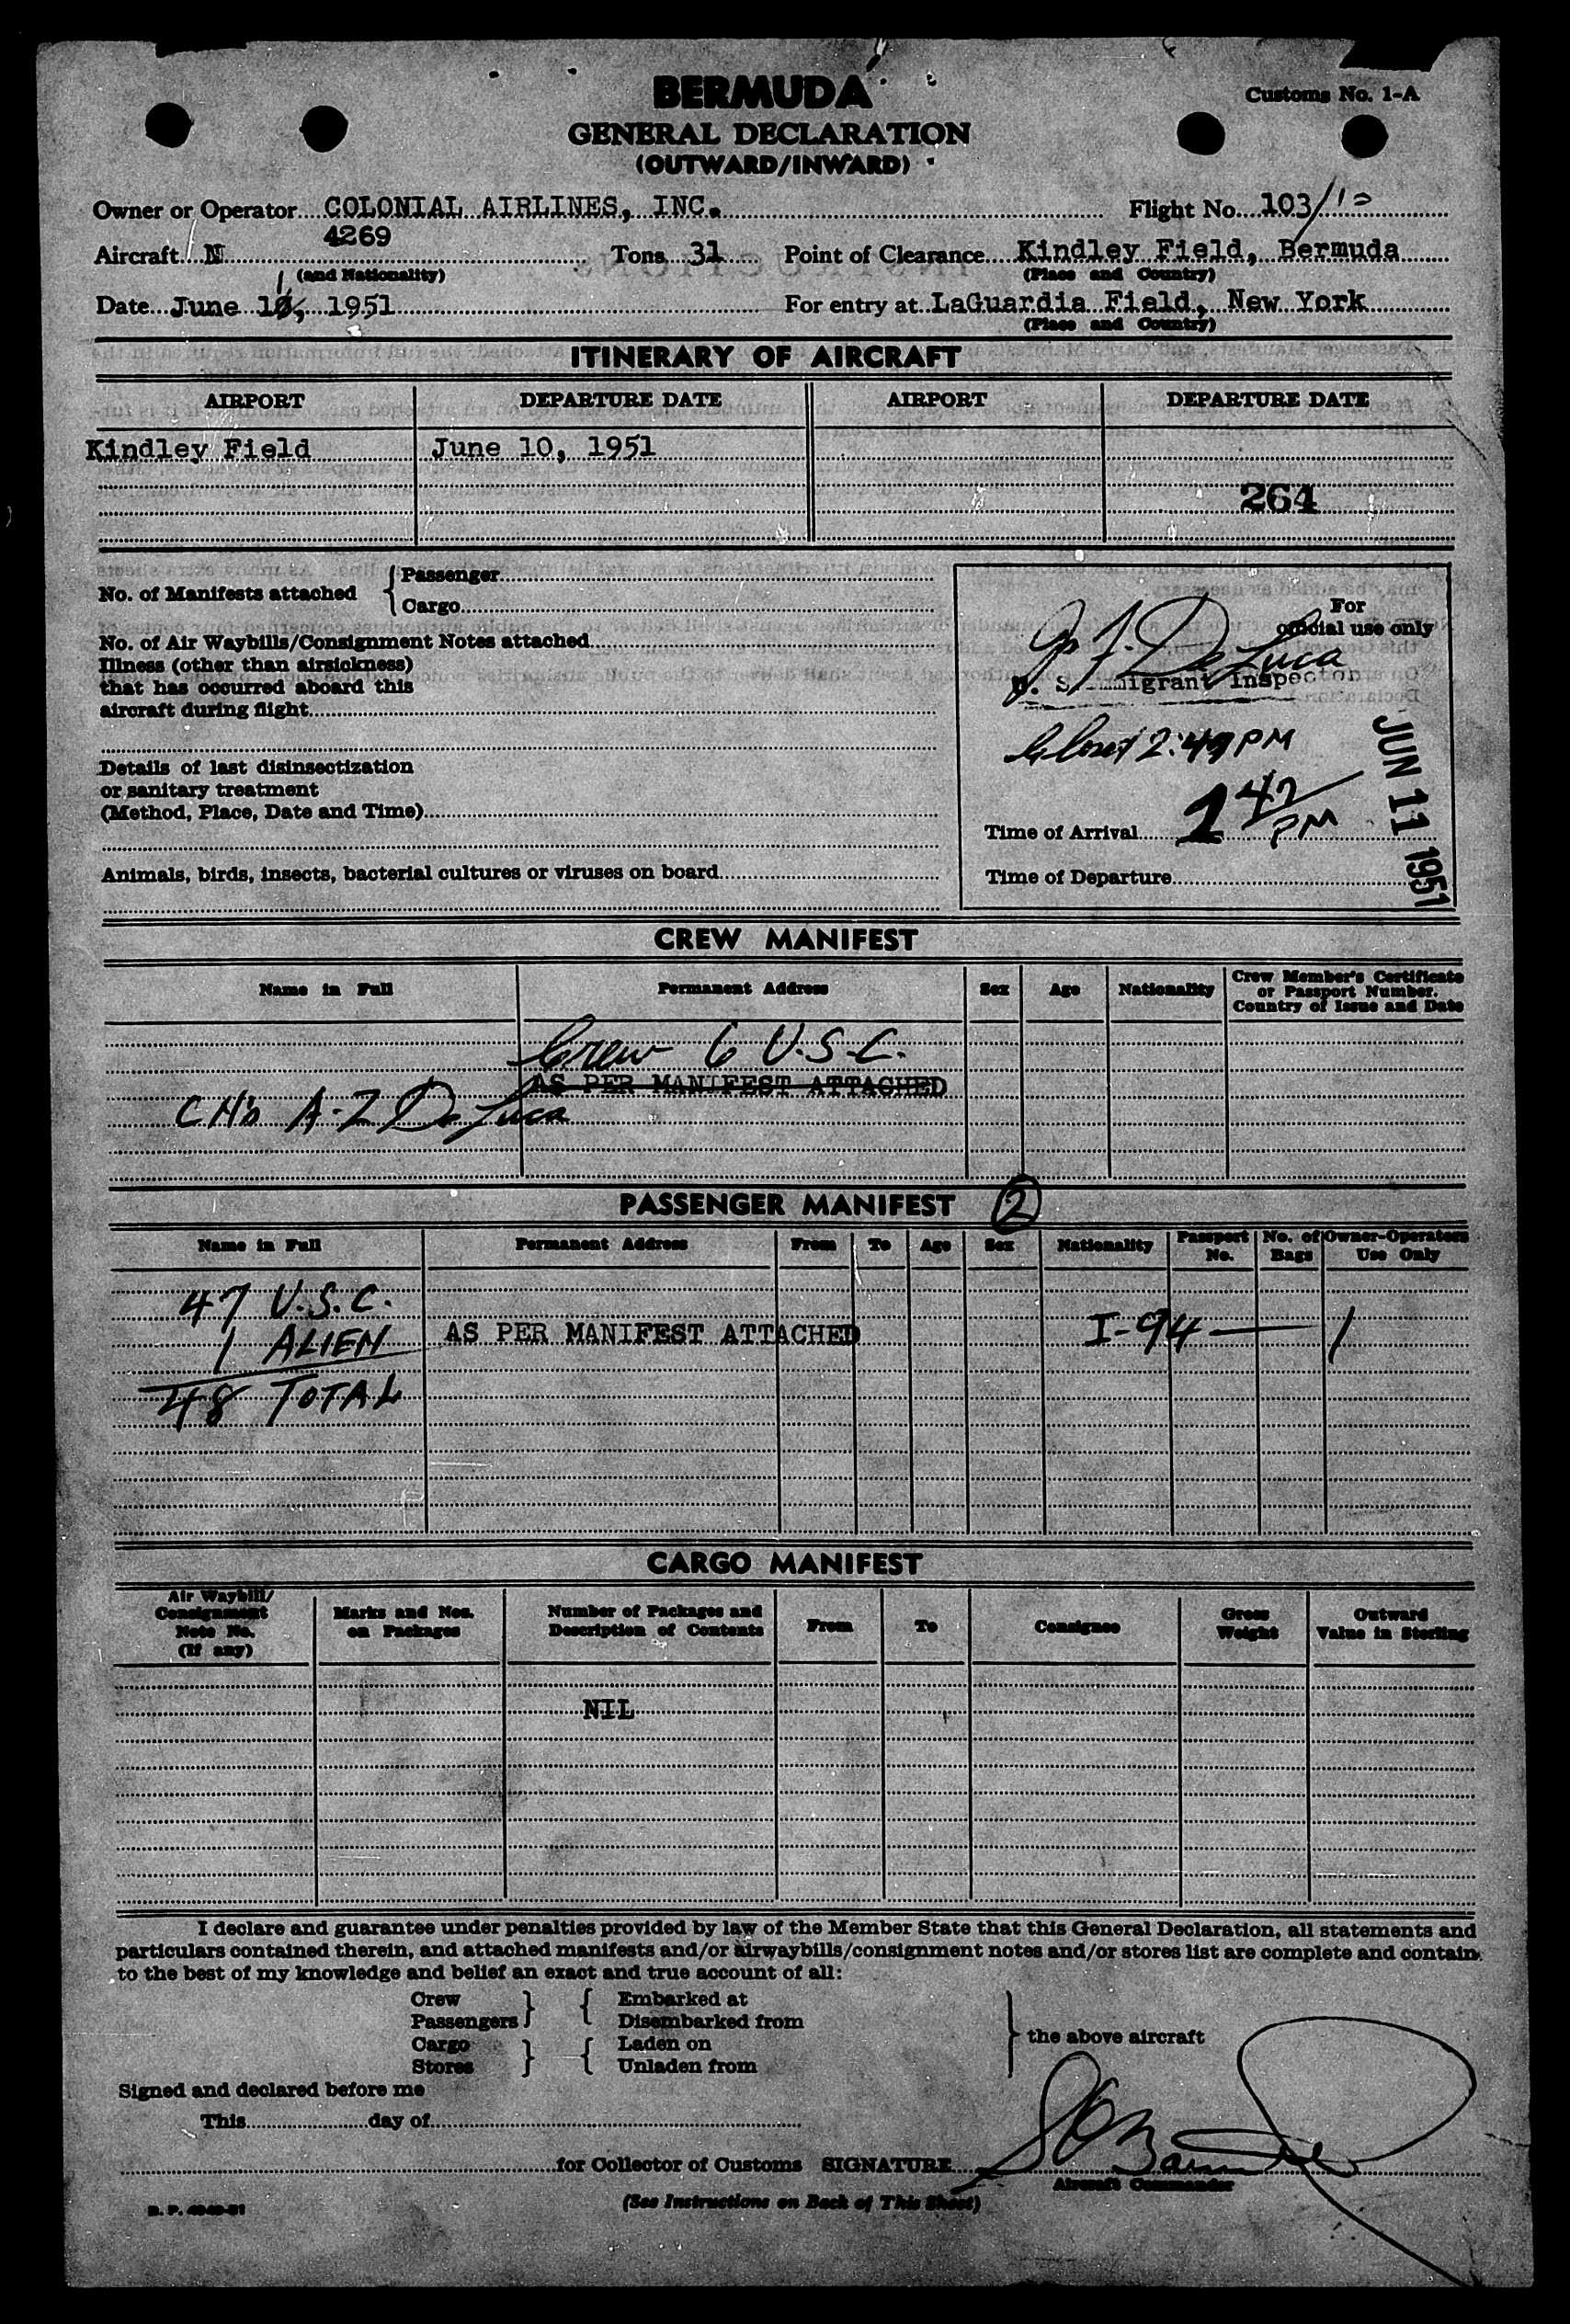 BERMUDA
Customs No. 1-A
GENERAL DECLARATION
(OUTWARD/INWARD)
Owner or Operator COLONIAL AIRLINES, INC. Flight No. 103/10
4269
Aircraft N Tons 31 Point of Clearance Kindley Field, Bermuda
(and Nationality) (Place and Country)
Date June 11, 1951 For entry at LaGuardia Field, New York
(Place and Country)
ITINERARY OF AIRCRAFT
AIRPORT DEPARTURE DATE AIRPORT DEPARTURE DATE
Kindley Field June 10, 1951
264
No. of Manifests attached { Passenger
Cargo
For
official use only
No. of Air Waybills/Consignment Notes attached
Illness (other than airsickness)
that has occurred aboard this
aircraft during flight
De Luca
U. S. Immigrant Inspector
2:49 PM
JUN 11 1951
Details of last disinsectization
or sanitary treatment
(Method, Place, Date and Time)
Time of Arrival 2 47 PM
Animals, birds, insects, bacterial cultures or viruses on board
Time of Departure
CREW MANIFEST
Name in Full Permanent Address Sex Age Nationality Crew Member's Certificate
or Passport Number.
Country of Issue and Date
Crew 6 U.S.C.
AS PER MANIFEST ATTACHED
A-Z De Luca
PASSENGER MANIFEST 2
Name in Full Permanent Address From To Age Sex Nationality Passport No. No. of Bags Owner-Operators Use Only
47 U.S.C.
1 ALIEN AS PER MANIFEST ATTACHED I-94 — 1
48 TOTAL
CARGO MANIFEST
Air Waybill/
Consignment
Note No.
(If any)
Marks and Nos.
on Packages
Number of Packages and
Description of Contents
From To Consignee
Gross
Weight
Outward
Value in Sterling
NIL
I declare and guarantee under penalties provided by law of the Member State that this General Declaration, all statements and
particulars contained therein, and attached manifests and/or airwaybills/consignment notes and/or stores list are complete and contain
to the best of my knowledge and belief an exact and true account of all:
Crew } { Embarked at
Passengers Disembarked from
Cargo } { Laden on
Stores Unladen from
} the above aircraft
Signed and declared before me
This day of
for Collector of Customs SIGNATURE
Aircraft Commander
(See Instructions on Back of This Sheet)